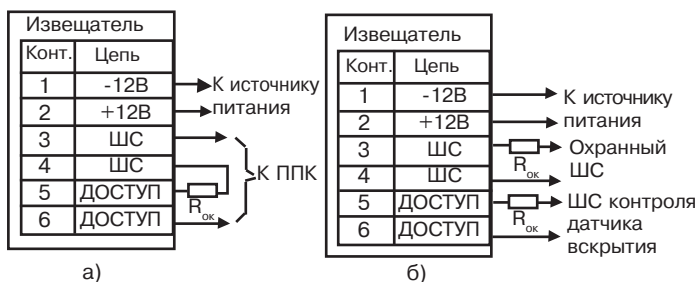 Извещатель
Конт. Цепь
1 -12В К источнику
2 +12В питания
3 ШС
4 ШС К ППК
5 ДОСТУП
Rок
6 ДОСТУП
а)
Извещатель
Конт. Цепь
1 -12В К источнику
2 +12В питания
3 ШС Охранный
Rок ШС
4 ШС
5 ДОСТУП ШС контроля
Rок датчика
6 ДОСТУП вскрытия
б)